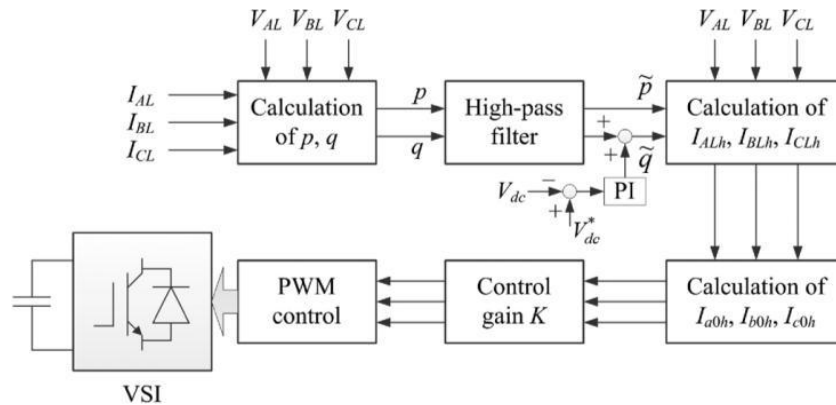 V_AL V_BL V_CL
V_AL V_BL V_CL
I_AL
I_BL
I_CL
Calculation
of p, q
p
q
High-pass
filter
p̃
+
+
q̃
Calculation of
I_ALh, I_BLh, I_CLh
V_dc
−
+
PI
V*_dc
PWM
control
Control
gain K
Calculation of
I_a0h, I_b0h, I_c0h
VSI